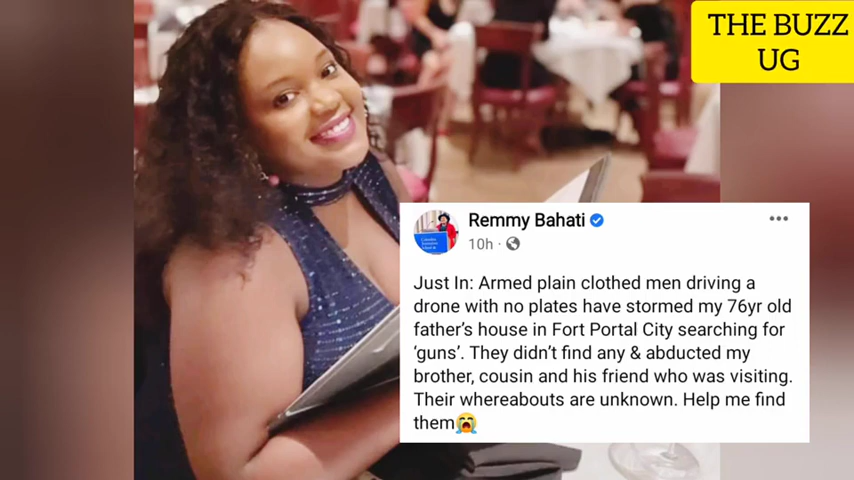 THE BUZZ
UG
Remmy Bahati
10h
Just In: Armed plain clothed men driving a
drone with no plates have stormed my 76yr old
father's house in Fort Portal City searching for
‘guns’. They didn't find any & abducted my
brother, cousin and his friend who was visiting.
Their whereabouts are unknown. Help me find
them😭